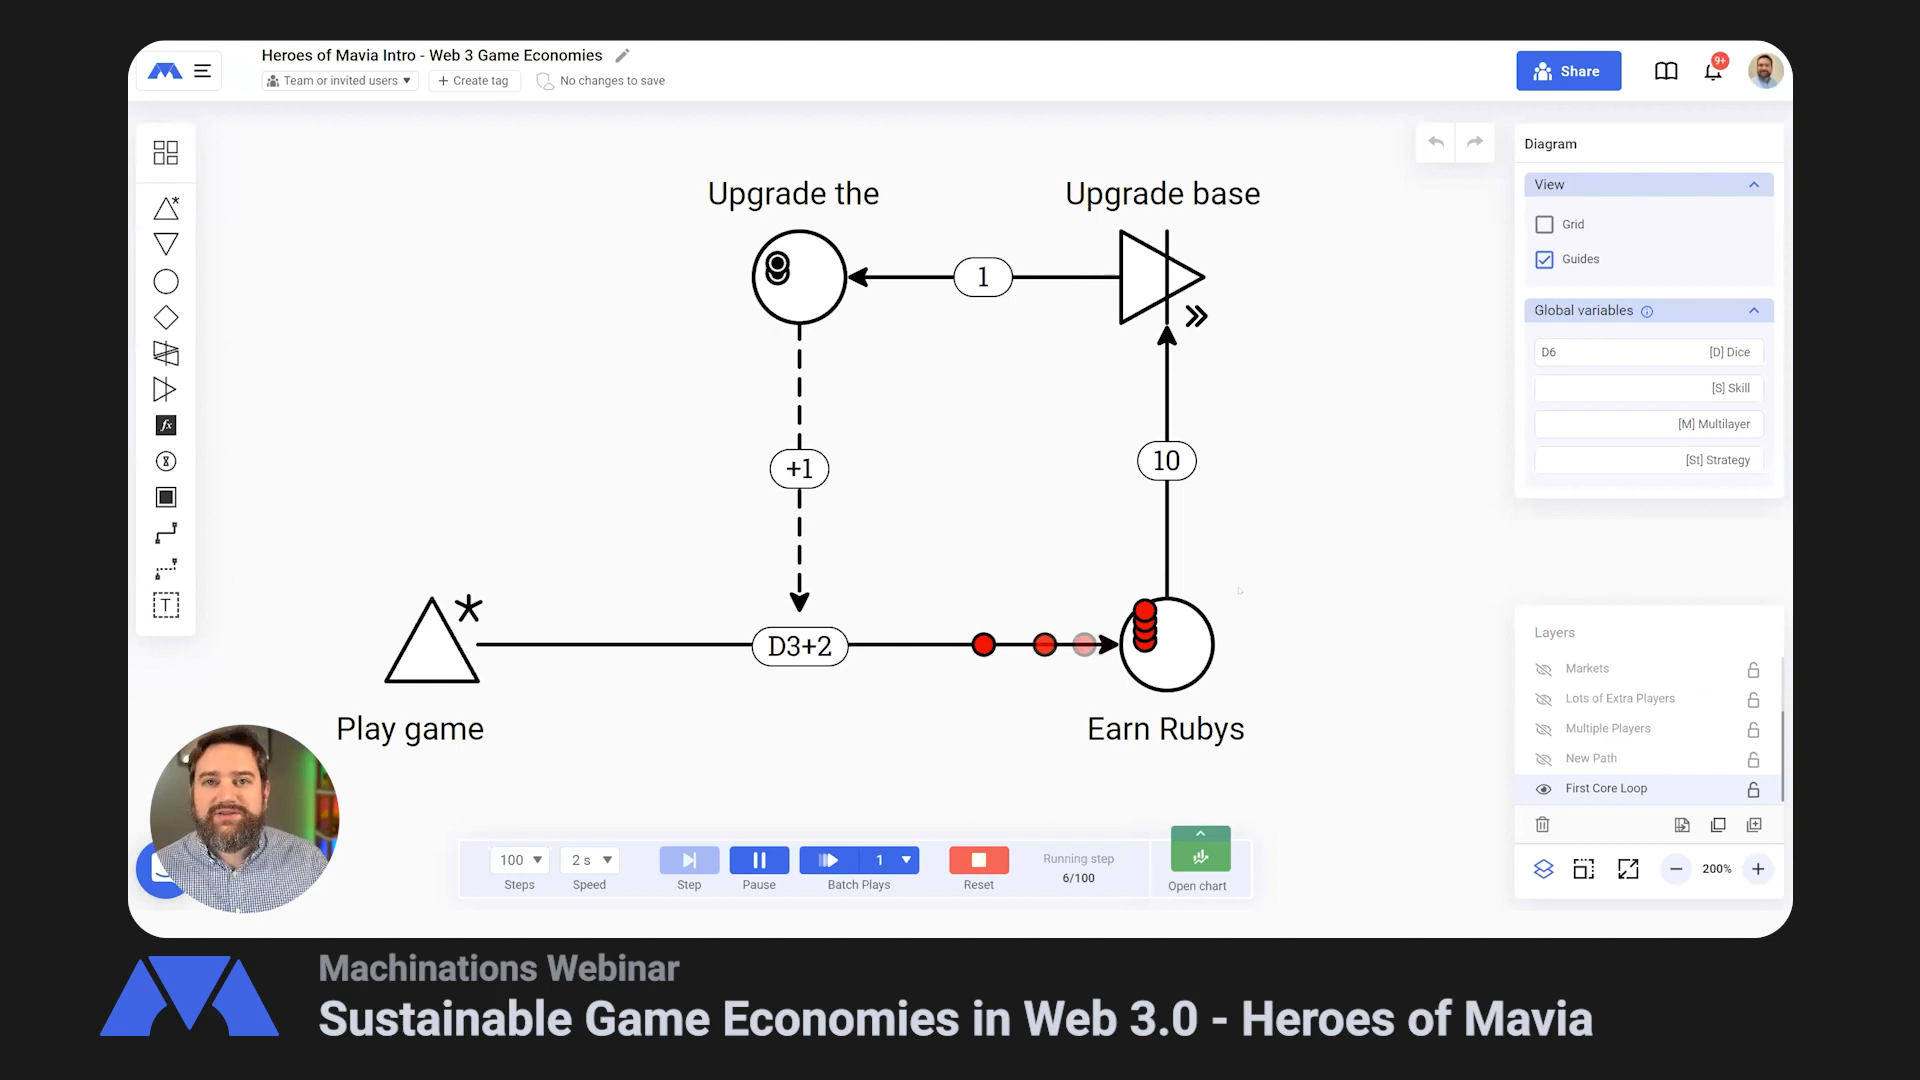 Heroes of Mavia Intro - Web 3 Game Economies
Team or invited users
+ Create tag
No changes to save
Share
9+
Diagram
View
Grid
Guides
Global variables
D6 [D] Dice
[S] Skill
[M] Multilayer
[St] Strategy
Upgrade the
Upgrade base
1
+1
10
D3+2
Play game
Earn Rubys
fx
T
Layers
Markets
Lots of Extra Players
Multiple Players
New Path
First Core Loop
200%
100
2 s
1
Steps
Speed
Step
Pause
Batch Plays
Reset
Running step
6/100
Open chart
Machinations Webinar
Sustainable Game Economies in Web 3.0 - Heroes of Mavia